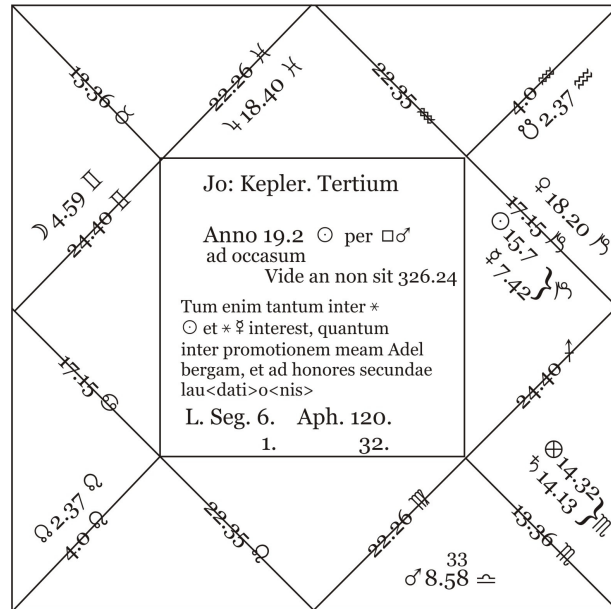 13.36 ♉
22.26 ♓
♃ 18.40 ♓
22.35 ♒
4.0 ♒
☋ 2.37 ♒
☽ 4.59 ♊
24.40 ♊
♀ 18.20 ♑
17.15 ♑
☉ 15.7
☿ 7.42 } ♑
Jo: Kepler. Tertium
Anno 19.2 ☉ per □♂
ad occasum
Vide an non sit 326.24
Tum enim tantum inter ⚹
☉ et ⚹ ☿ interest, quantum
inter promotionem meam Adel
bergam, et ad honores secundae
lau<dati>o<nis>
L. Seg. 6. Aph. 120.
1. 32.
17.15 ♋
24.40 ♐
☊ 2.37 ♌
4.0 ♌
22.35 ♌
22.26 ♍
⊕ 14.32
♄ 14.13 } ♏
13.36 ♏
33
♂ 8.58 ♎